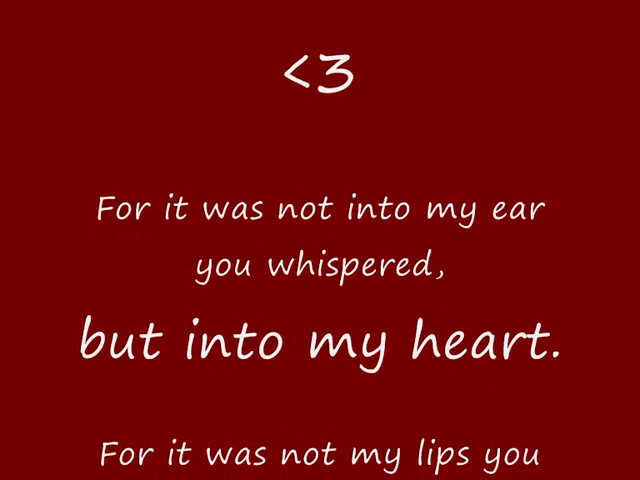 <3
For it was not into my ear
you whispered,
but into my heart.
For it was not my lips you